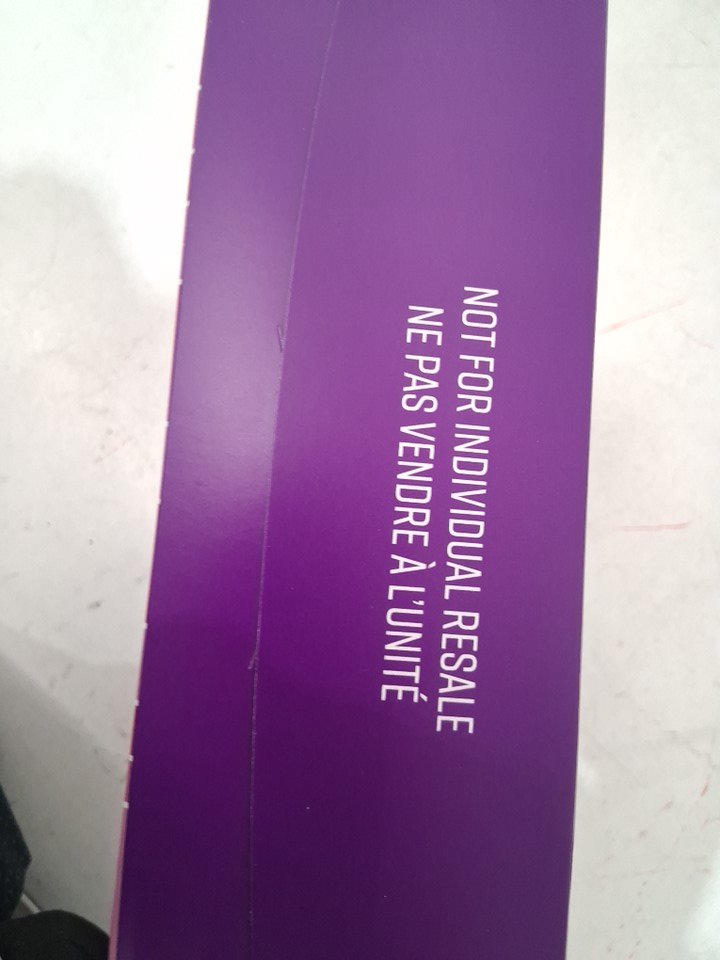 NOT FOR INDIVIDUAL RESALE
NE PAS VENDRE À L'UNITÉ